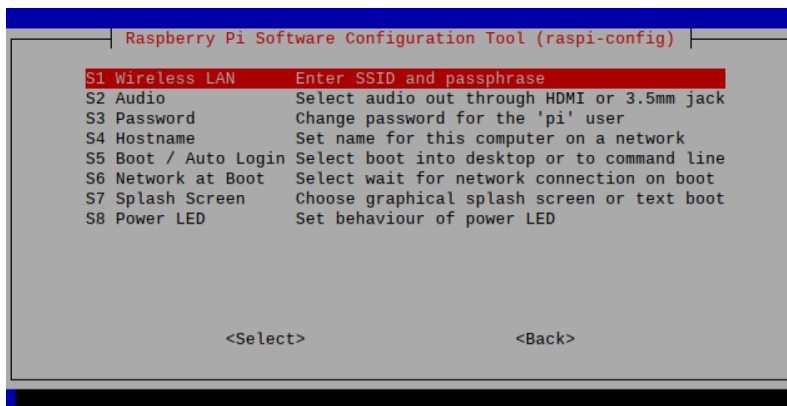 Raspberry Pi Software Configuration Tool (raspi-config)
S1 Wireless LAN Enter SSID and passphrase
S2 Audio Select audio out through HDMI or 3.5mm jack
S3 Password Change password for the 'pi' user
S4 Hostname Set name for this computer on a network
S5 Boot / Auto Login Select boot into desktop or to command line
S6 Network at Boot Select wait for network connection on boot
S7 Splash Screen Choose graphical splash screen or text boot
S8 Power LED Set behaviour of power LED
<Select> <Back>